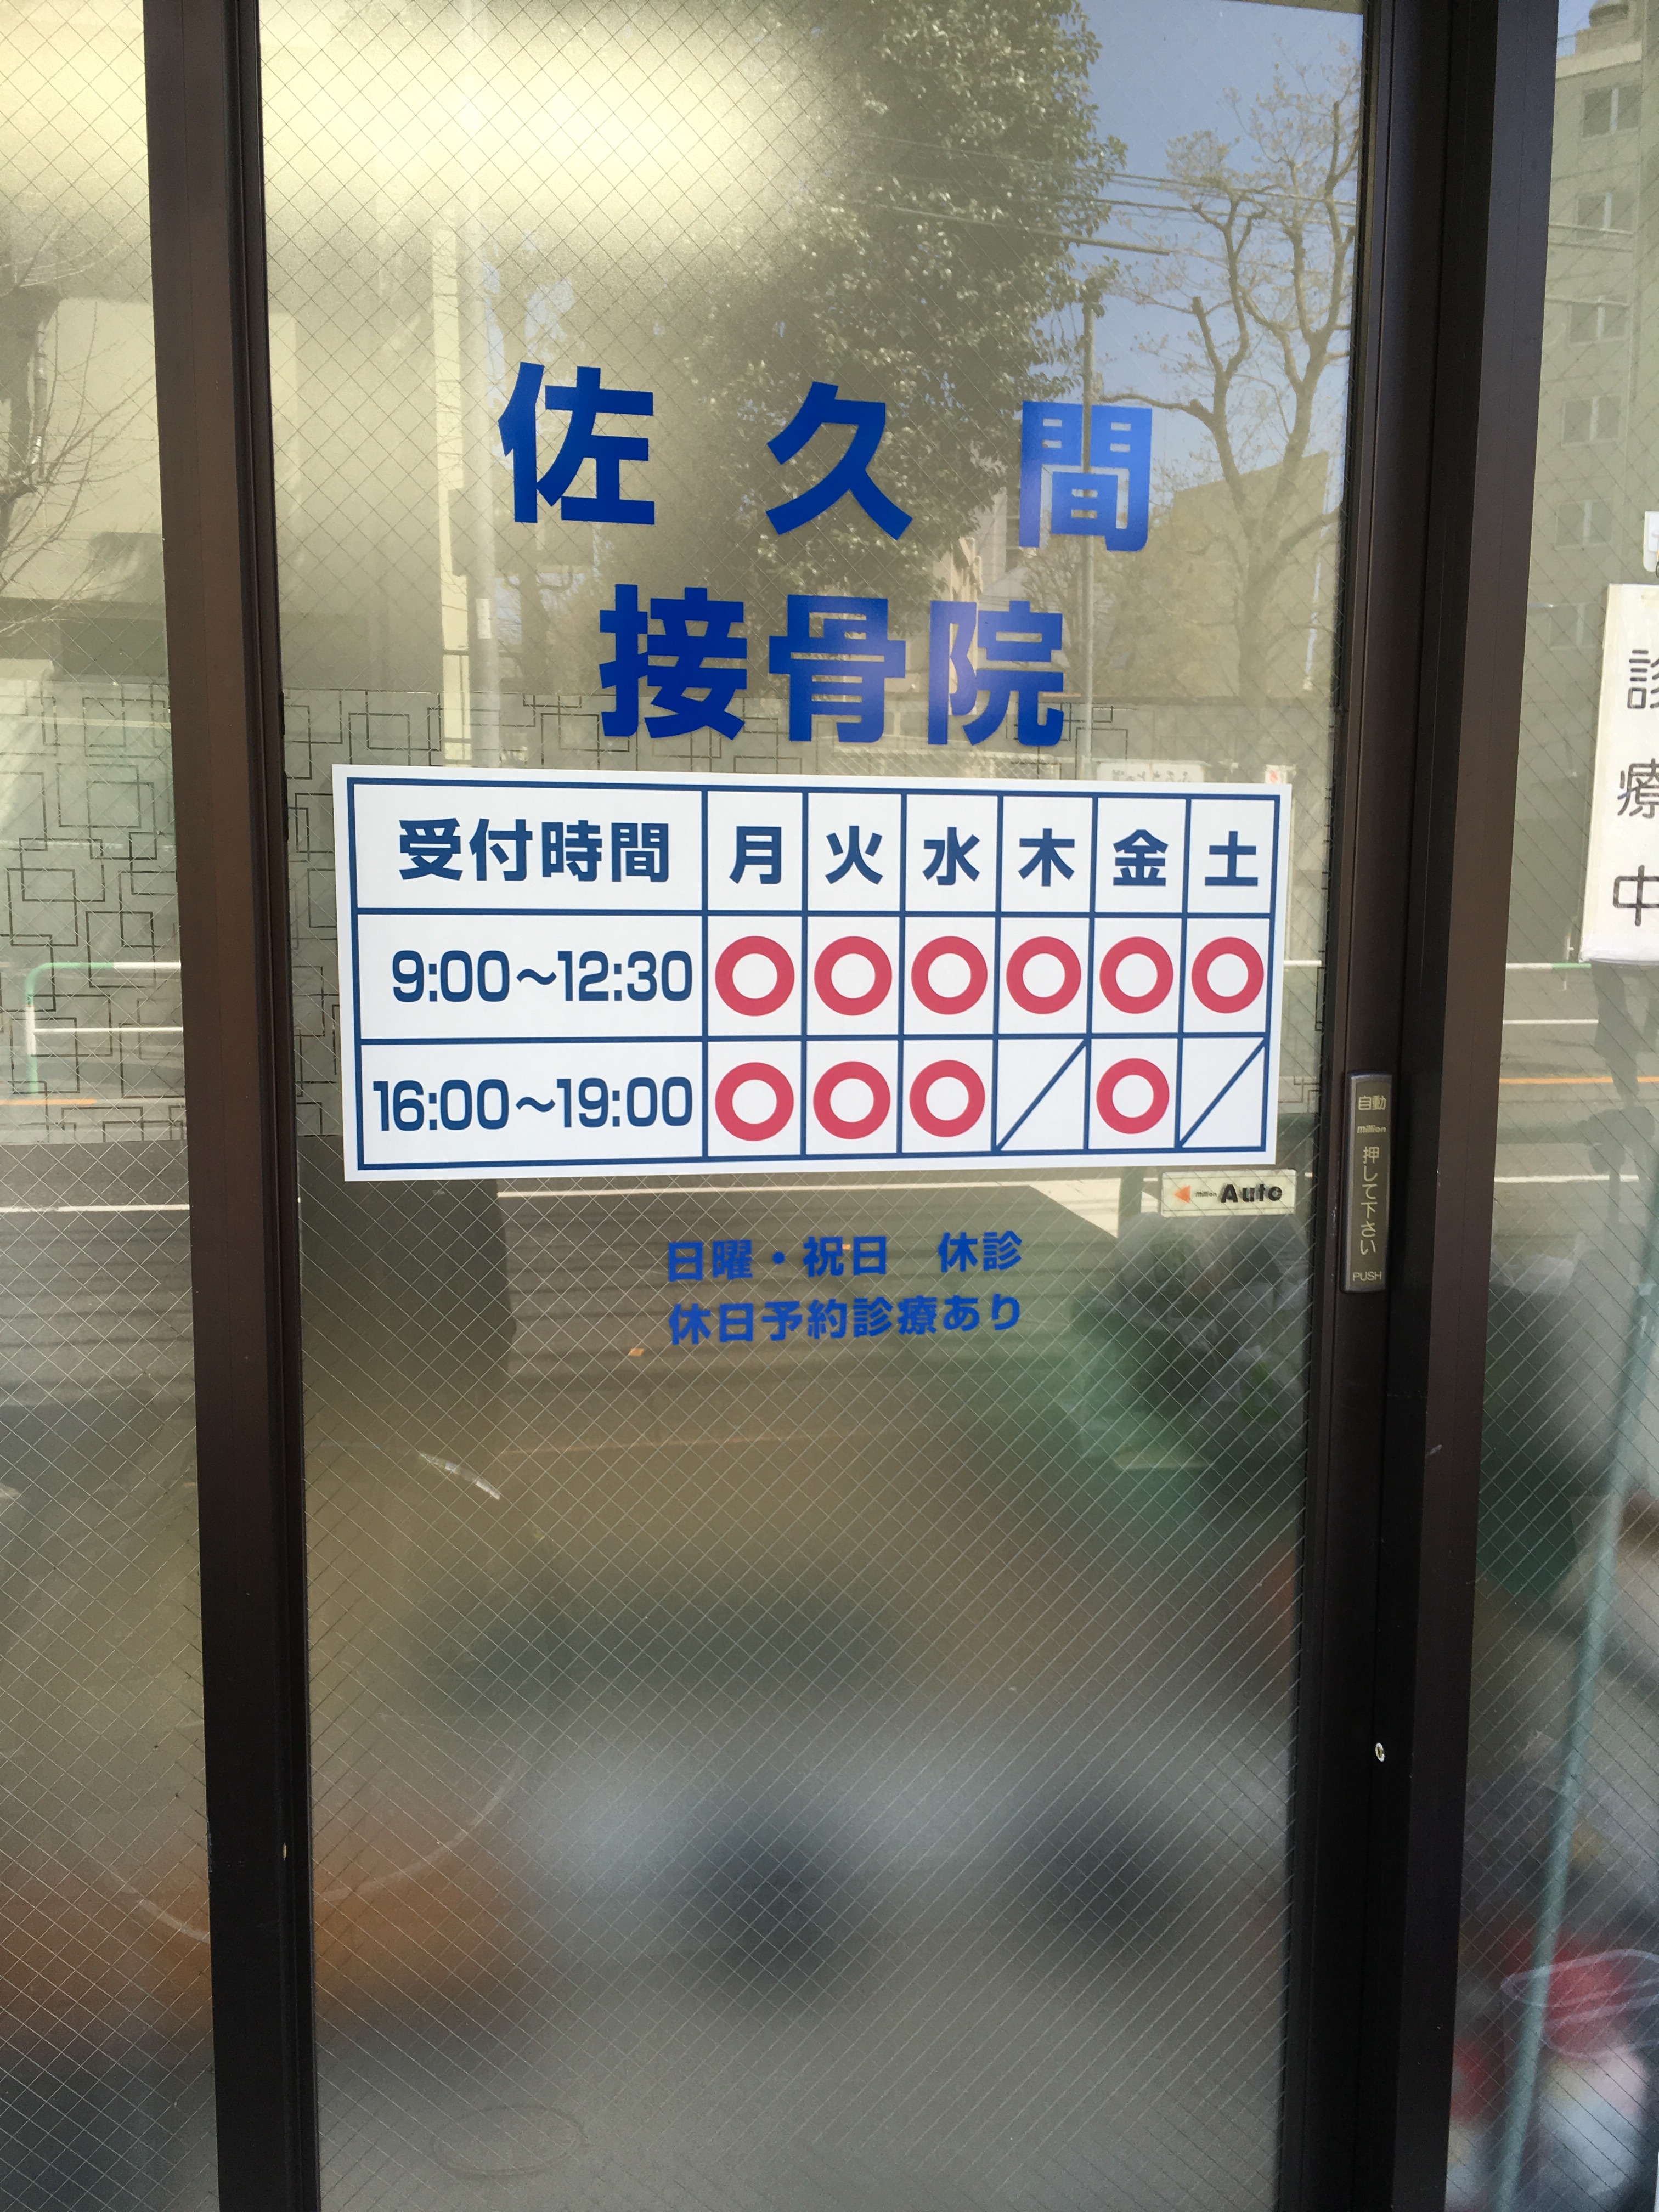 佐久間
接骨院
受付時間 月 火 水 木 金 土
9:00～12:30 ○ ○ ○ ○ ○ ○
16:00～19:00 ○ ○ ○ ／ ○ ／
Auto
日曜・祝日 休診
休日予約診療あり
自動
million
押して下さい
PUSH
診療中